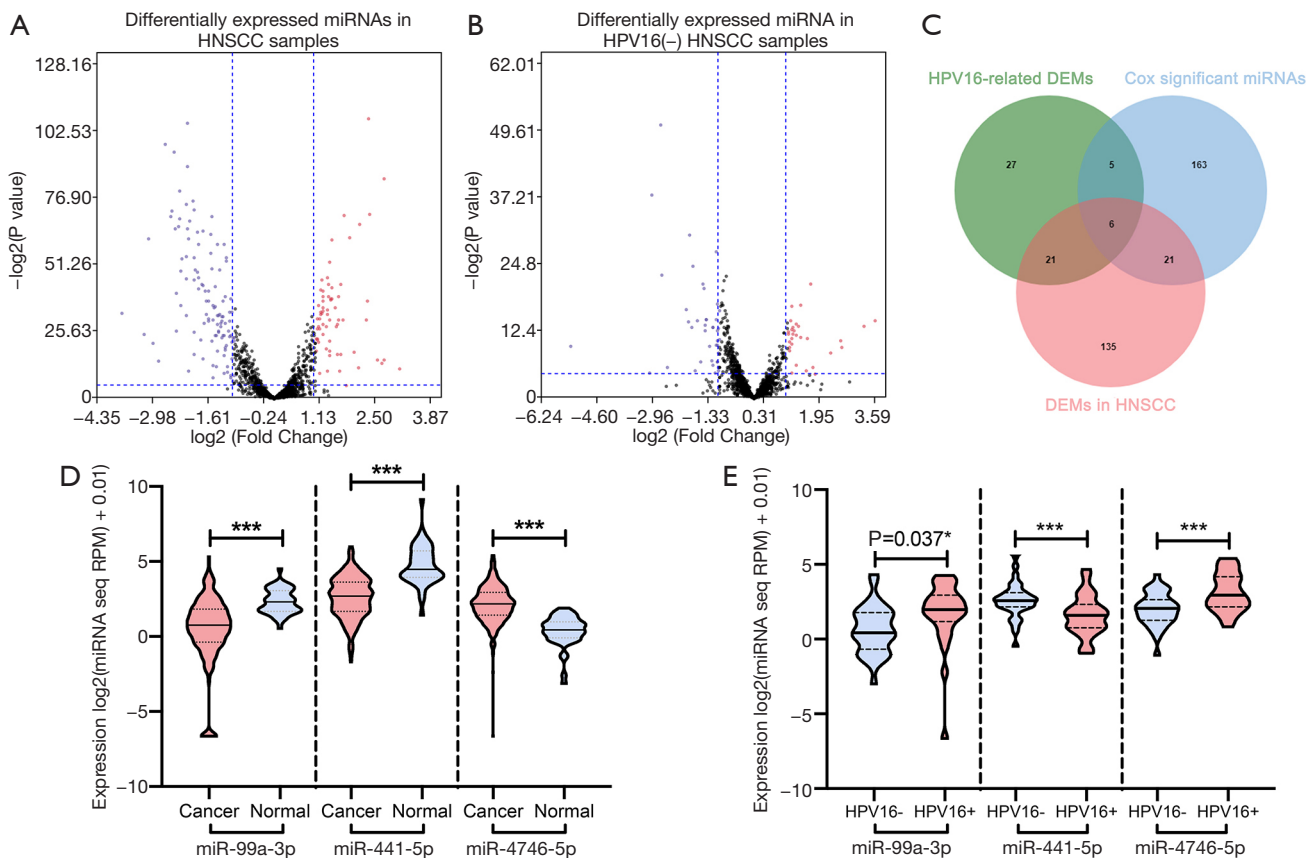 A
Differentially expressed miRNAs in
HNSCC samples
−log2(P value)
128.16
102.53
76.90
51.26
25.63
0
−4.35 −2.98 −1.61 −0.24 1.13 2.50 3.87
log2 (Fold Change)
B
Differentially expressed miRNA in
HPV16(−) HNSCC samples
−log2(P value)
62.01
49.61
37.21
24.8
12.4
0
−6.24 −4.60 −2.96 −1.33 0.31 1.95 3.59
log2 (Fold Change)
C
HPV16-related DEMs
Cox significant miRNAs
27 5 163
6
21 21
135
DEMs in HNSCC
D
Expression log2(miRNA seq RPM) + 0.01)
10
5
0
−5
−10
*** *** ***
Cancer Normal Cancer Normal Cancer Normal
miR-99a-3p miR-441-5p miR-4746-5p
E
Expression log2(miRNA seq RPM) + 0.01)
10
5
0
−5
−10
P=0.037* *** ***
HPV16- HPV16+ HPV16- HPV16+ HPV16- HPV16+
miR-99a-3p miR-441-5p miR-4746-5p